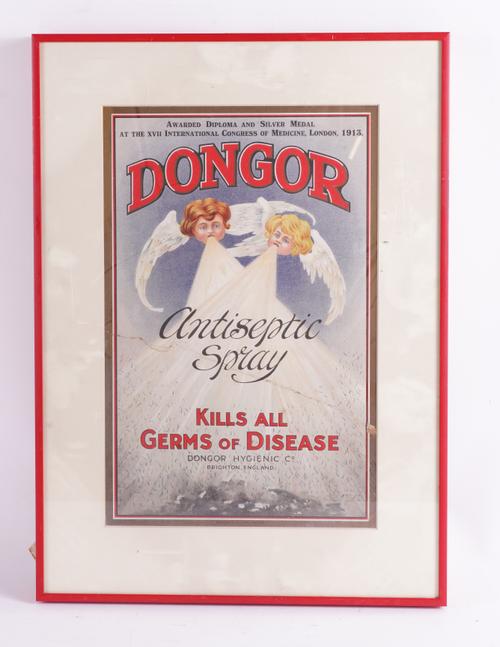 Awarded Diploma and Silver Medal
at the XVII International Congress of Medicine, London, 1913.
DONGOR
Antiseptic
Spray
Kills all
Germs of Disease
DONGOR HYGIENIC Co
BRIGHTON, ENGLAND.